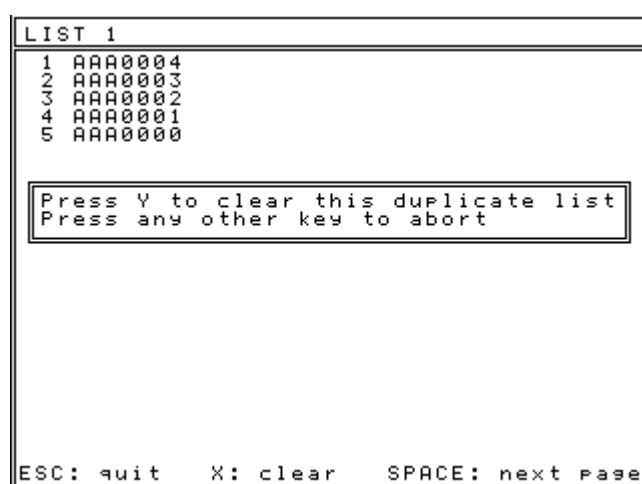 LIST 1
1 AAA0004
2 AAA0003
3 AAA0002
4 AAA0001
5 AAA0000
Press Y to clear this duplicate list
Press any other key to abort
ESC: quit X: clear SPACE: next page